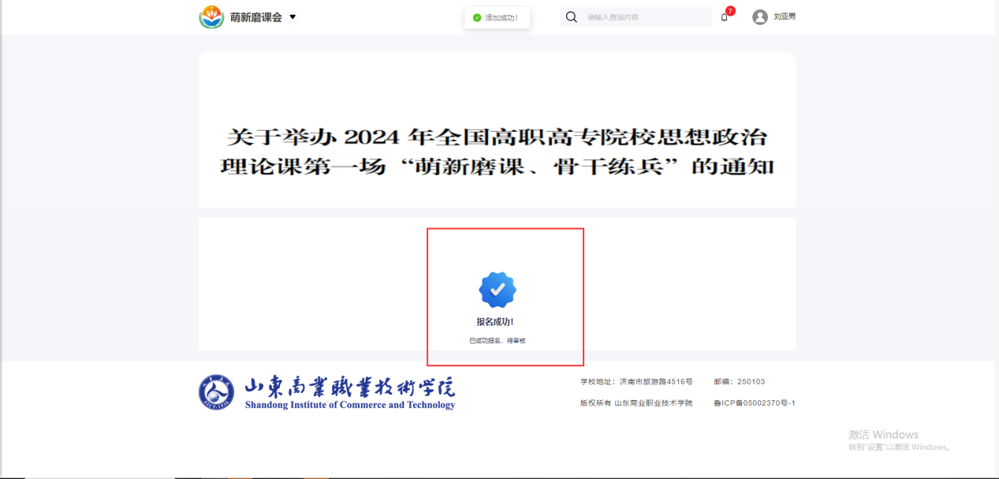 萌新磨课会
添加成功！
请输入查询内容
7
刘亚男
关于举办 2024 年全国高职高专院校思想政治
理论课第一场“萌新磨课、骨干练兵”的通知
报名成功！
已成功报名，待审核
山東商業職業技術学院
Shandong Institute of Commerce and Technology
学校地址：济南市旅游路4516号 邮编：250103
版权所有 山东商业职业技术学院 鲁ICP备05002370号-1
激活 Windows
转到“设置”以激活 Windows。